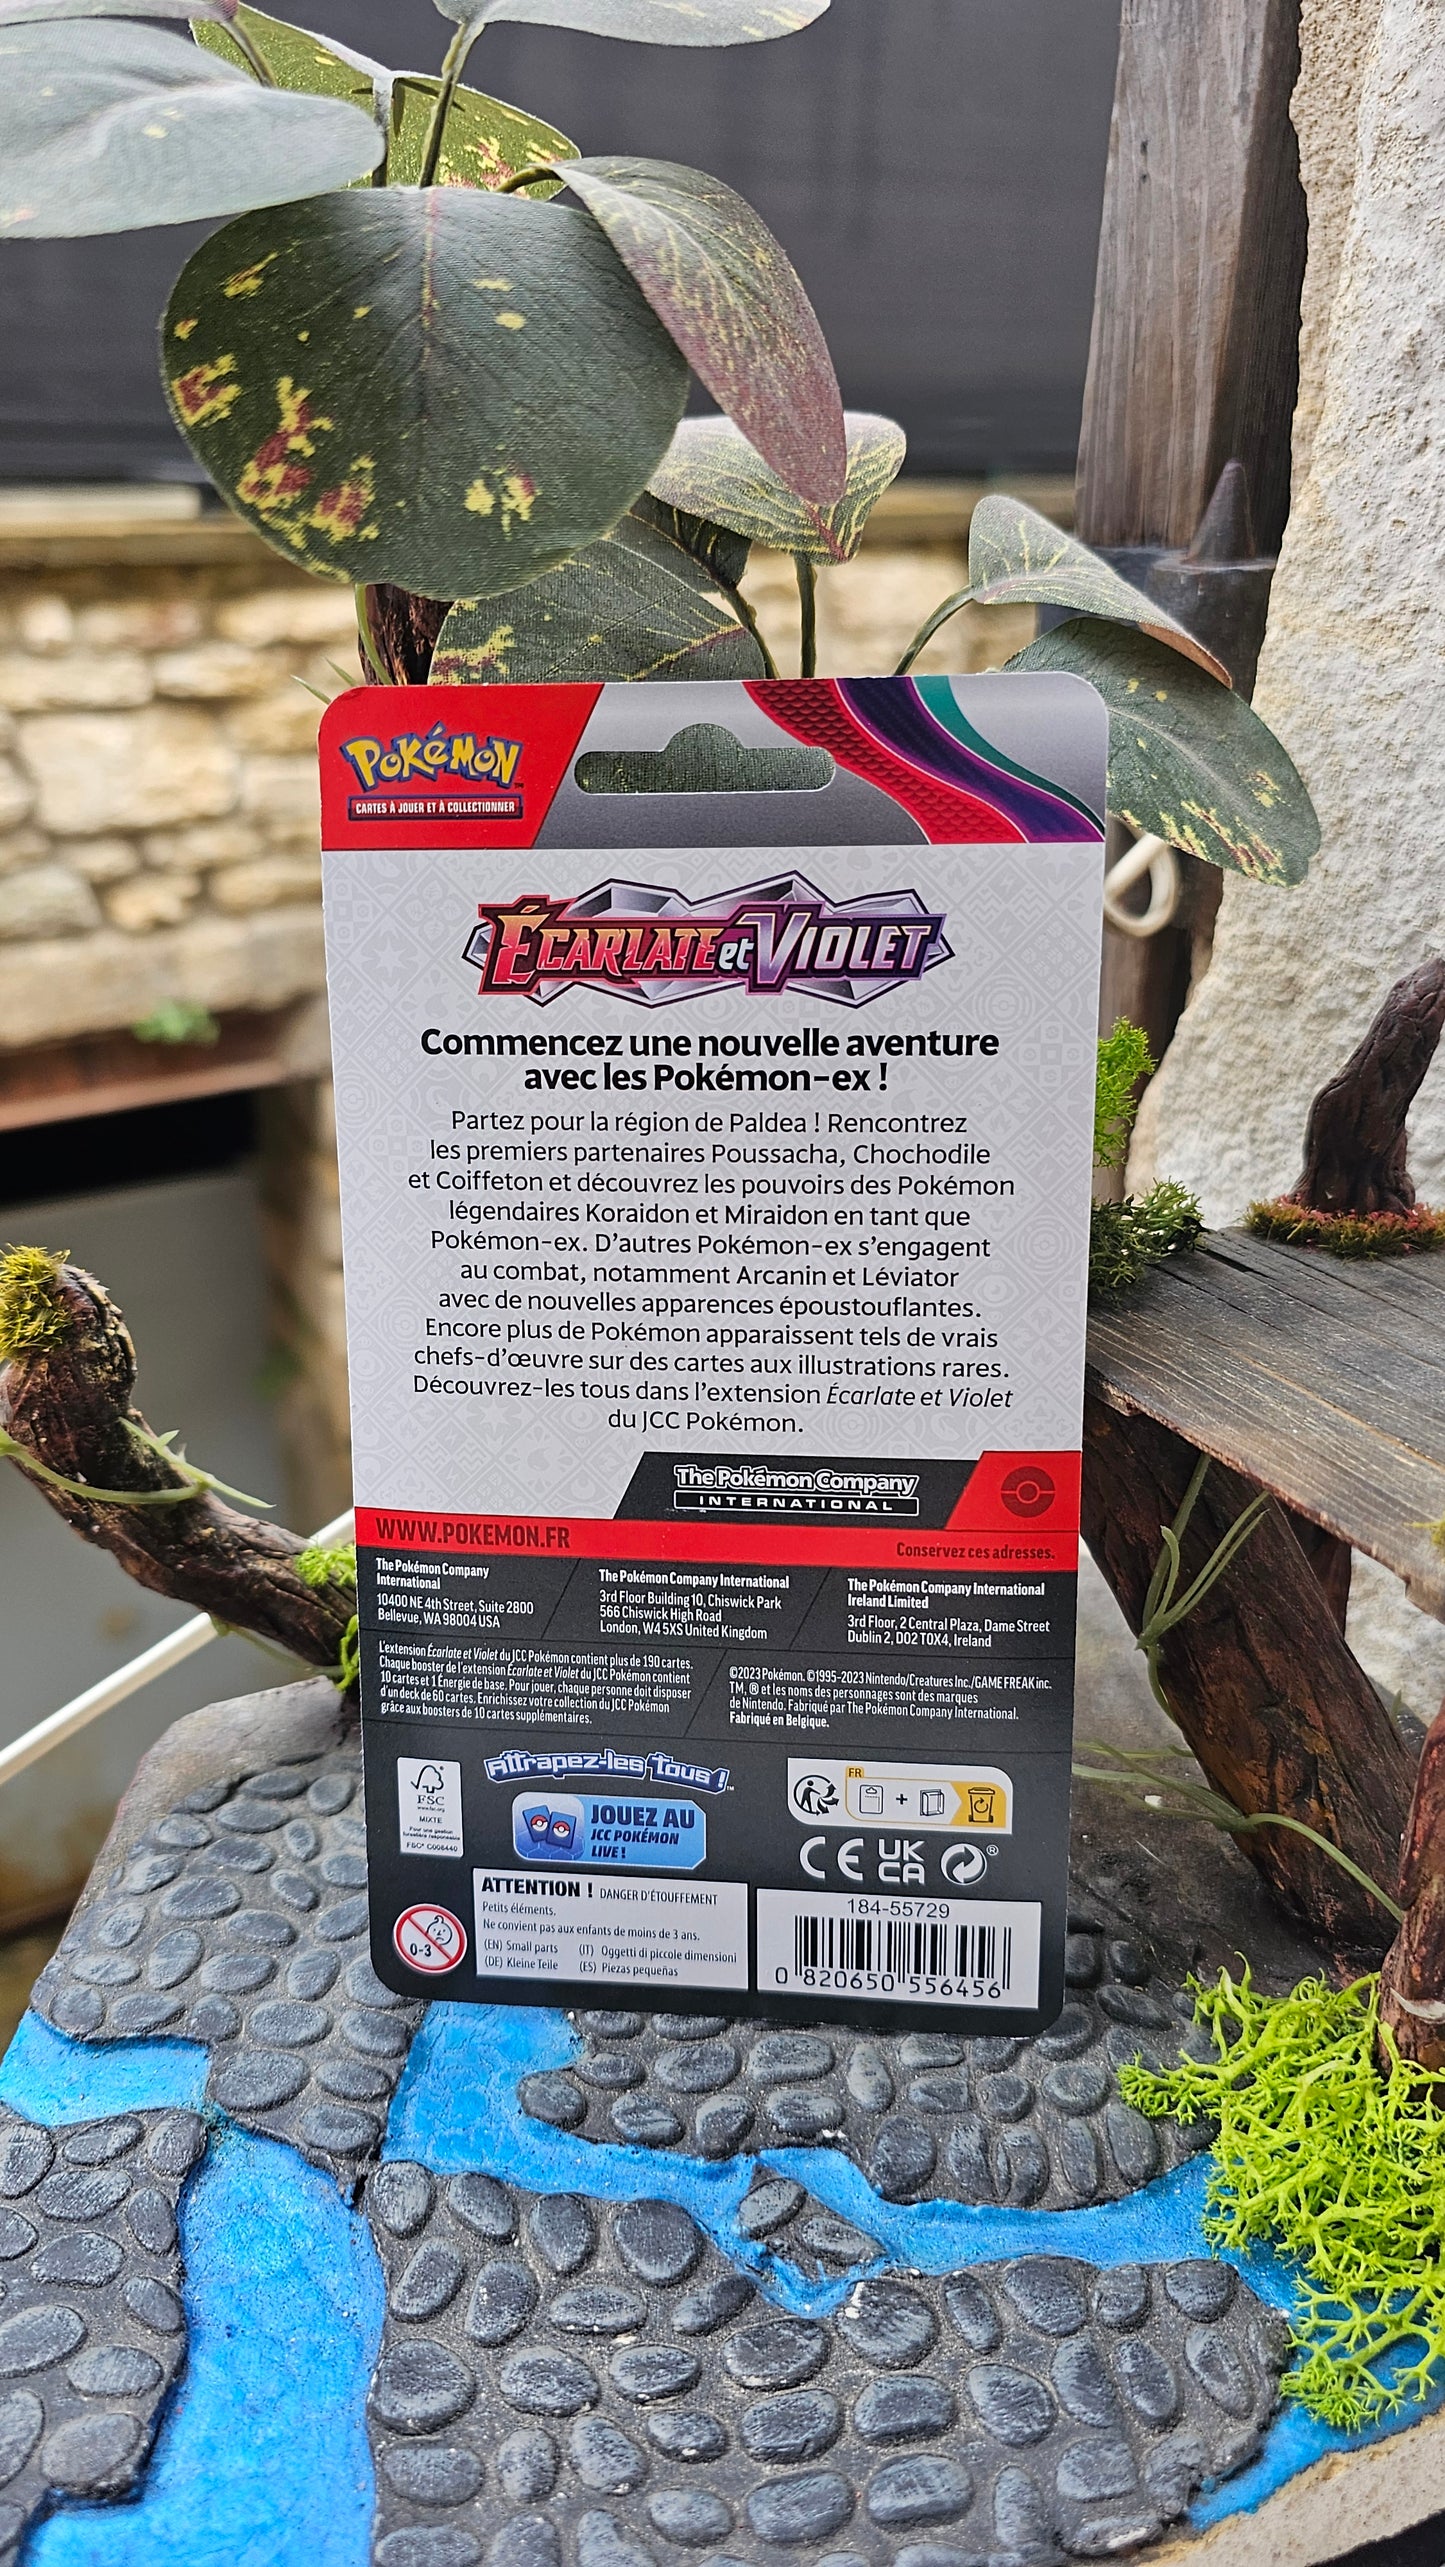 POKéMON™
CARTES À JOUER ET À COLLECTIONNER
ÉCARLATE et VIOLET
Commencez une nouvelle aventure
avec les Pokémon-ex !
Partez pour la région de Paldea ! Rencontrez
les premiers partenaires Poussacha, Chochodile
et Coiffeton et découvrez les pouvoirs des Pokémon
légendaires Koraidon et Miraidon en tant que
Pokémon-ex. D’autres Pokémon-ex s’engagent
au combat, notamment Arcanin et Léviator
avec de nouvelles apparences époustouflantes.
Encore plus de Pokémon apparaissent tels de vrais
chefs-d’œuvre sur des cartes aux illustrations rares.
Découvrez-les tous dans l’extension Écarlate et Violet
du JCC Pokémon.
The Pokémon Company
INTERNATIONAL
WWW.POKEMON.FR
Conservez ces adresses.
The Pokémon Company
International
10400 NE 4th Street, Suite 2800
Bellevue, WA 98004 USA
The Pokémon Company International
3rd Floor Building 10, Chiswick Park
566 Chiswick High Road
London, W4 5XS United Kingdom
The Pokémon Company International
Ireland Limited
3rd Floor, 2 Central Plaza, Dame Street
Dublin 2, D02 T0X4, Ireland
L’extension Écarlate et Violet du JCC Pokémon contient plus de 190 cartes.
Chaque booster de l’extension Écarlate et Violet du JCC Pokémon contient
10 cartes et 1 Énergie de base. Pour jouer, chaque personne doit disposer
d’un deck de 60 cartes. Enrichissez votre collection du JCC Pokémon
grâce aux boosters de 10 cartes supplémentaires.
©2023 Pokémon. ©1995-2023 Nintendo/Creatures Inc./GAME FREAK inc.
TM, ® et les noms des personnages sont des marques
de Nintendo. Fabriqué par The Pokémon Company International.
Fabriqué en Belgique.
FSC
www.fsc.org
MIXTE
Pour une gestion
forestière responsable
FSC® C006440
Attrapez-les tous !™
JOUEZ AU
JCC POKÉMON
LIVE !
FR
+
CE UK
CA ®
0-3
ATTENTION ! DANGER D’ÉTOUFFEMENT
Petits éléments.
Ne convient pas aux enfants de moins de 3 ans.
(EN) Small parts (IT) Oggetti di piccole dimensioni
(DE) Kleine Teile (ES) Piezas pequeñas
184-55729
0 820650 556456